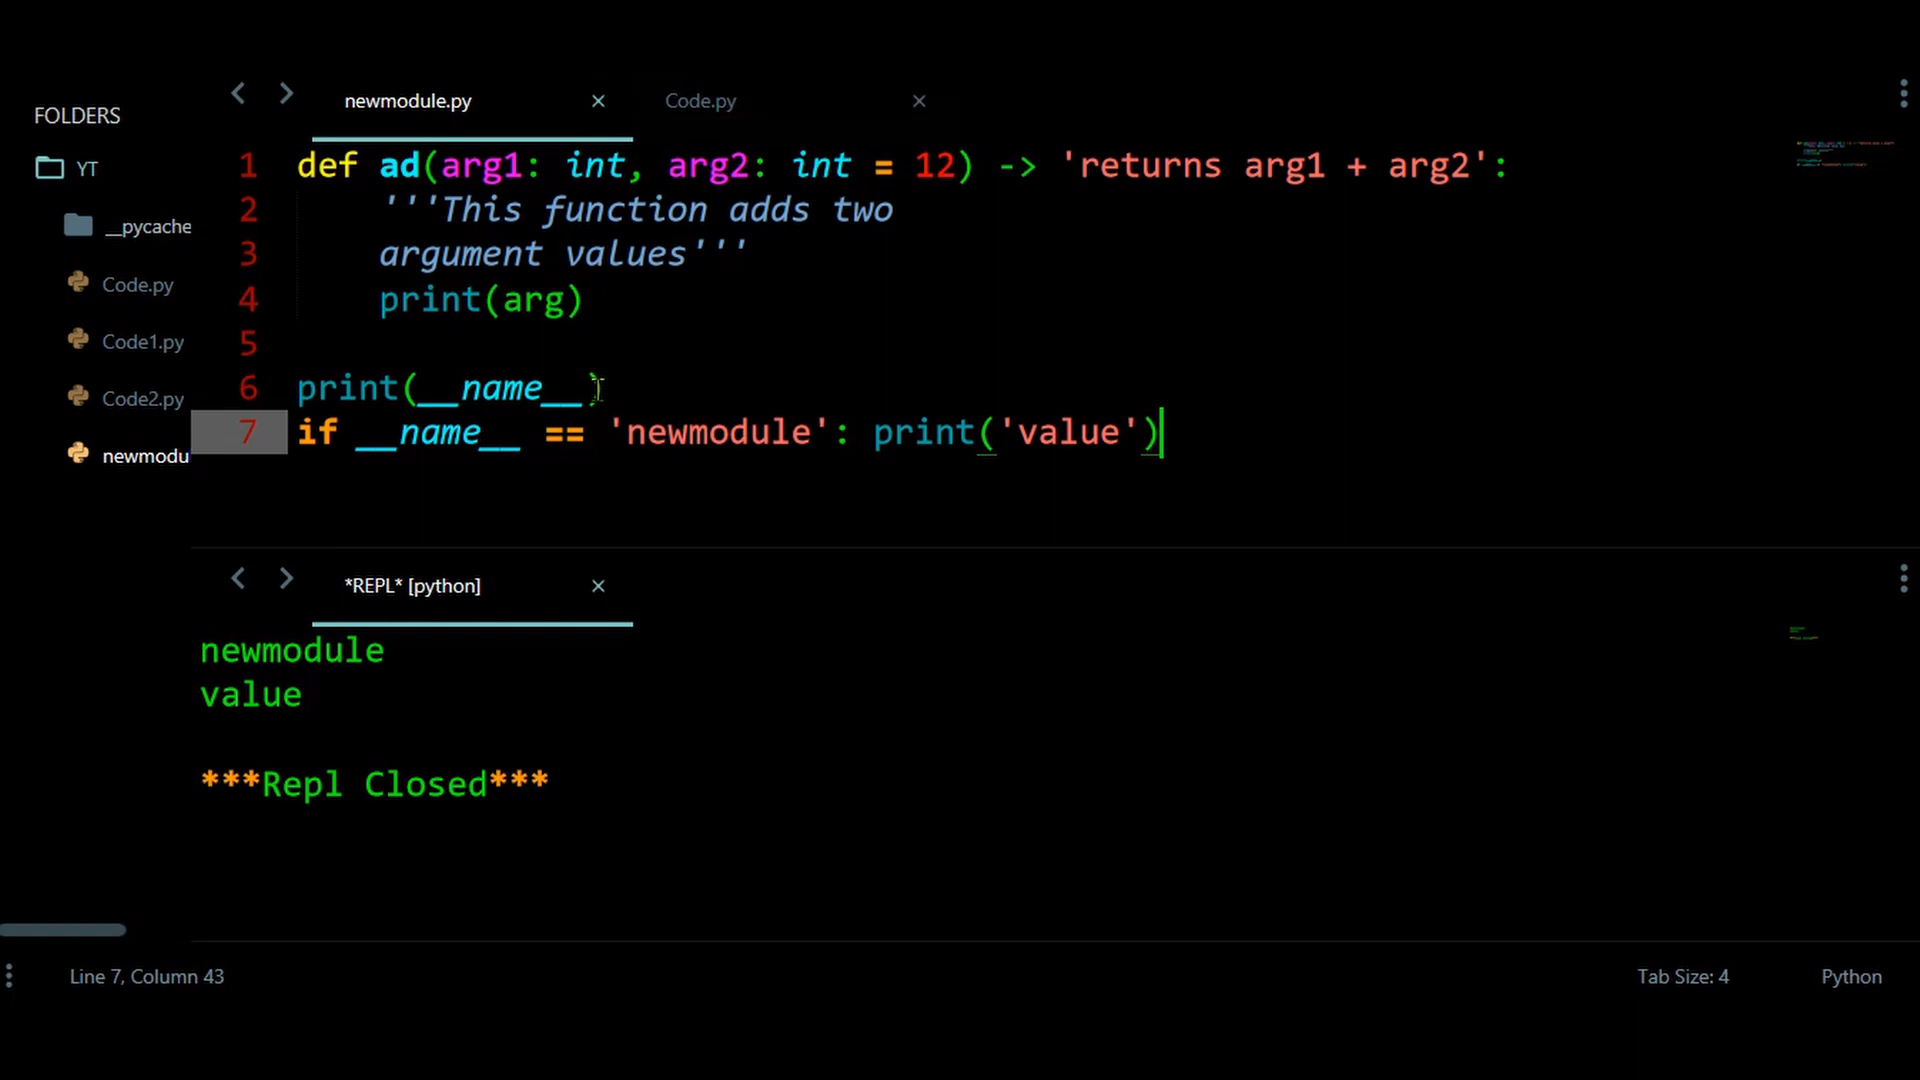 FOLDERS
YT
__pycache
Code.py
Code1.py
Code2.py
newmodu
newmodule.py
Code.py
1 def ad(arg1: int, arg2: int = 12) -> 'returns arg1 + arg2':
2 '''This function adds two
3 argument values'''
4 print(arg)
5
6 print(__name__)
7 if __name__ == 'newmodule': print('value')
*REPL* [python]
newmodule
value
***Repl Closed***
Line 7, Column 43
Tab Size: 4
Python